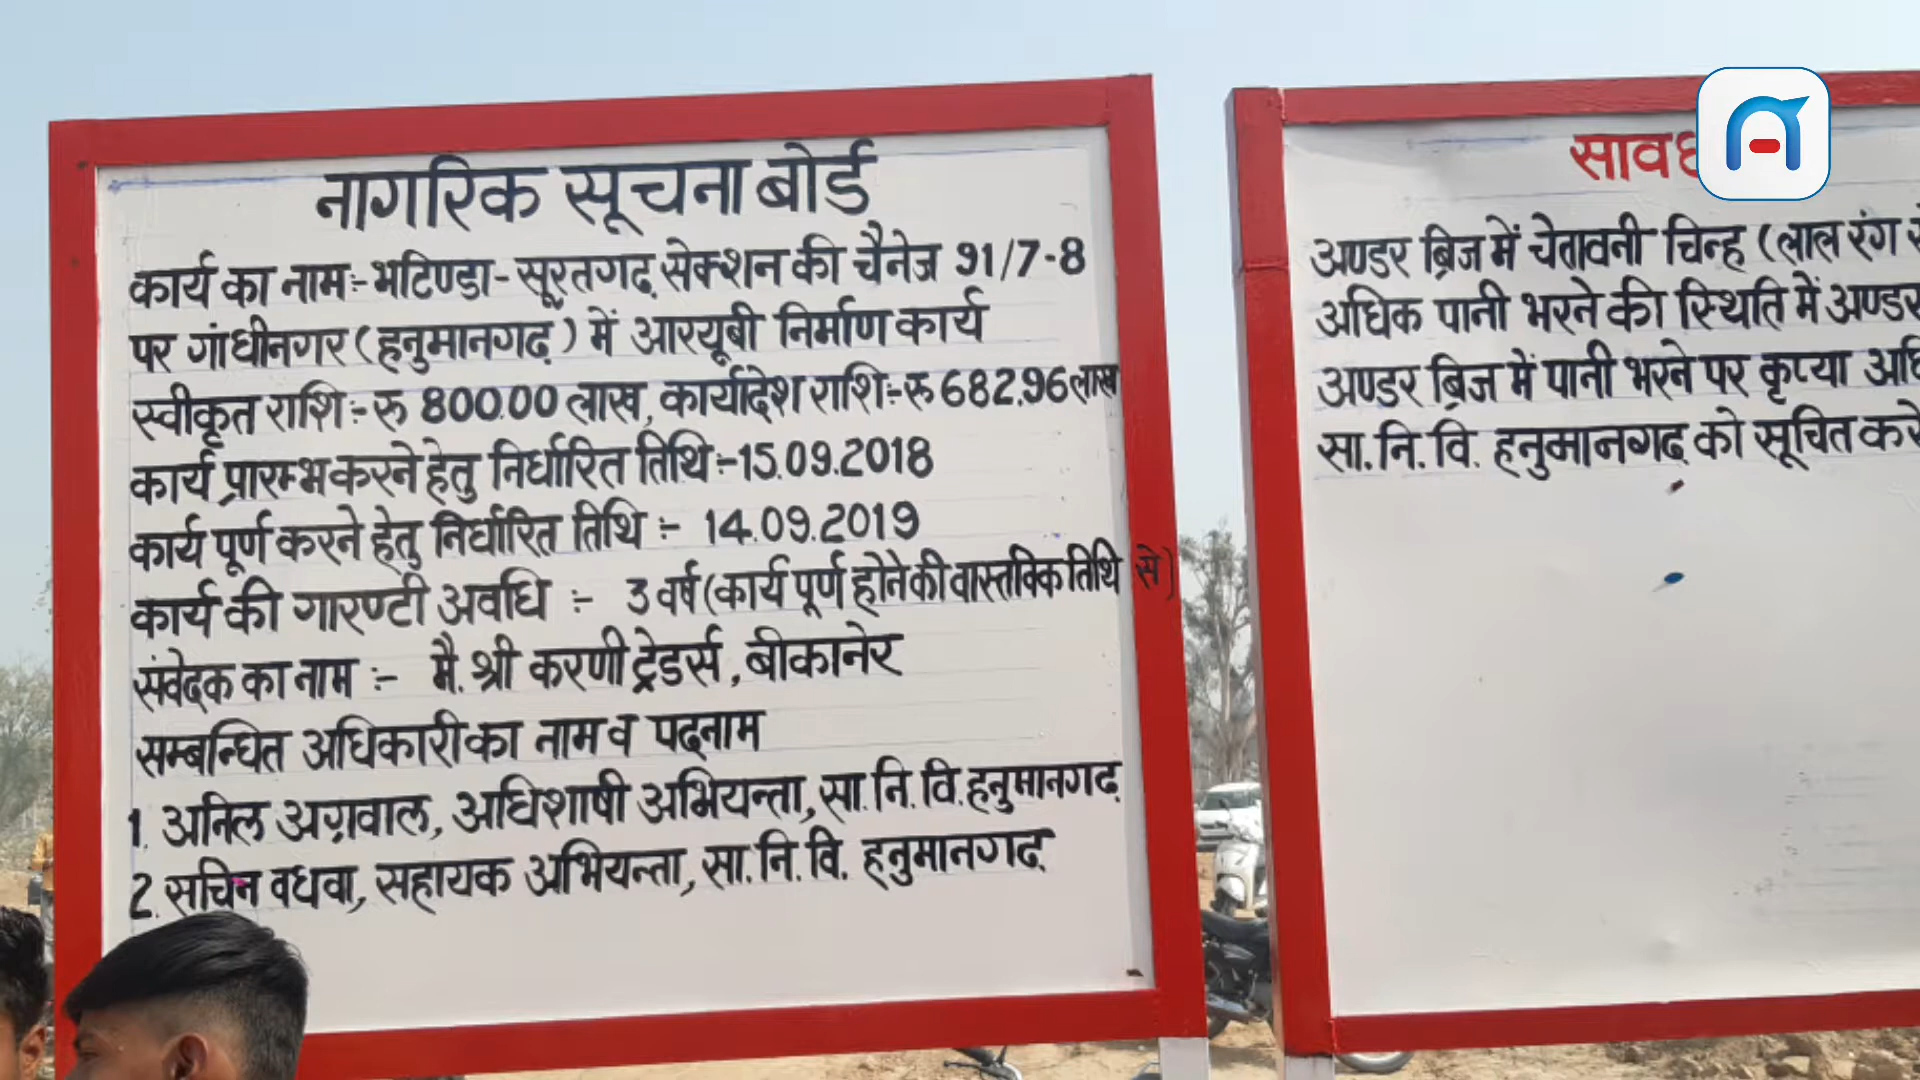 नागरिक सूचना बोर्ड
कार्य का नाम:- भटिण्डा - सूरतगढ़ सेक्शन की चैनेज 91/7-8
पर गांधीनगर (हनुमानगढ़) में आरयूबी निर्माण कार्य
स्वीकृत राशि:- रू 800.00 लाख, कार्यादेश राशि:- रू 682.96 लाख
कार्य प्रारम्भ करने हेतु निर्धारित तिथि :- 15.09.2018
कार्य पूर्ण करने हेतु निर्धारित तिथि :- 14.09.2019
कार्य की गारण्टी अवधि :- 3 वर्ष (कार्य पूर्ण होने की वास्तविक तिथि से)
संवेदक का नाम :- मै. श्री करणी ट्रेडर्स, बीकानेर
सम्बन्धित अधिकारी का नाम व पदनाम
1. अनिल अग्रवाल, अधिशाषी अभियन्ता, सा. नि. वि. हनुमानगढ़
2. सचिन वधवा, सहायक अभियन्ता, सा. नि. वि. हनुमानगढ़
अण्डर ब्रिज में चेतावनी चिन्ह (लाल रंग
अधिक पानी भरने की स्थिति में अण्डर
अण्डर ब्रिज में पानी भरने पर कृप्या
सा. नि. वि. हनुमानगढ़ को सूचित करे